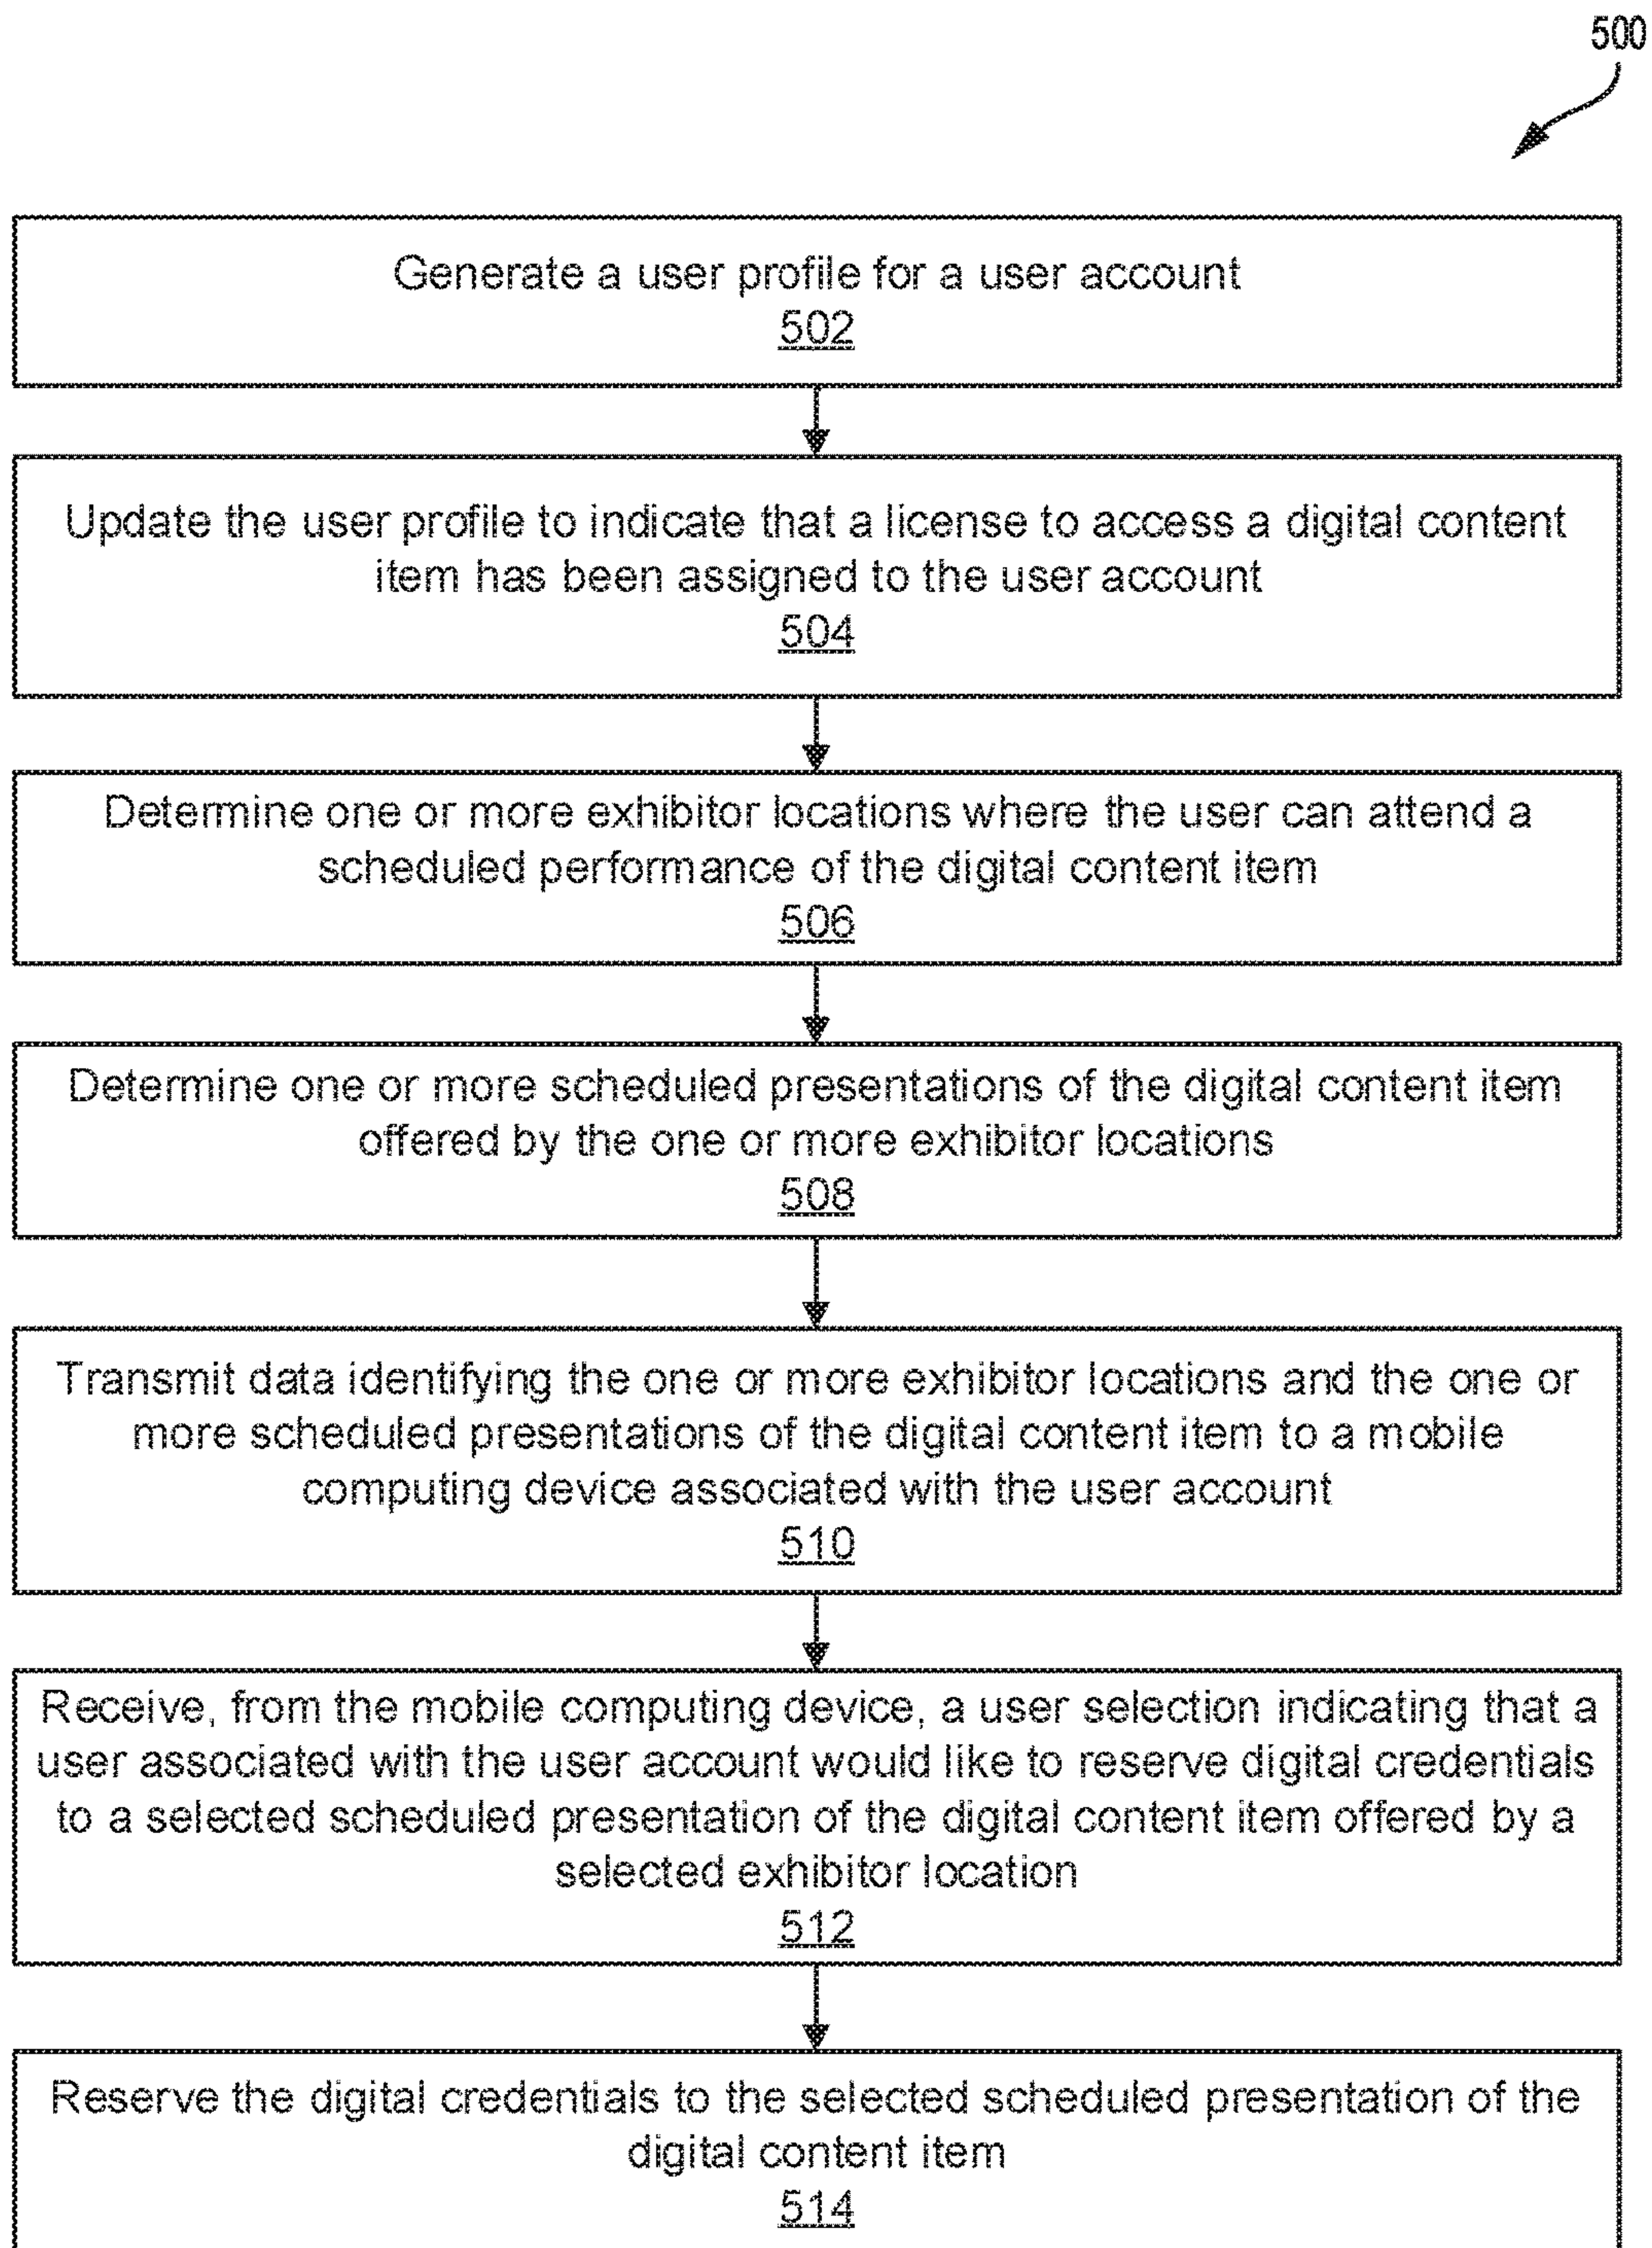 500
Generate a user profile for a user account
502
Update the user profile to indicate that a license to access a digital content
item has been assigned to the user account
504
Determine one or more exhibitor locations where the user can attend a
scheduled performance of the digital content item
506
Determine one or more scheduled presentations of the digital content item
offered by the one or more exhibitor locations
508
Transmit data identifying the one or more exhibitor locations and the one or
more scheduled presentations of the digital content item to a mobile
computing device associated with the user account
510
Receive, from the mobile computing device, a user selection indicating that a
user associated with the user account would like to reserve digital credentials
to a selected scheduled presentation of the digital content item offered by a
selected exhibitor location
512
Reserve the digital credentials to the selected scheduled presentation of the
digital content item
514